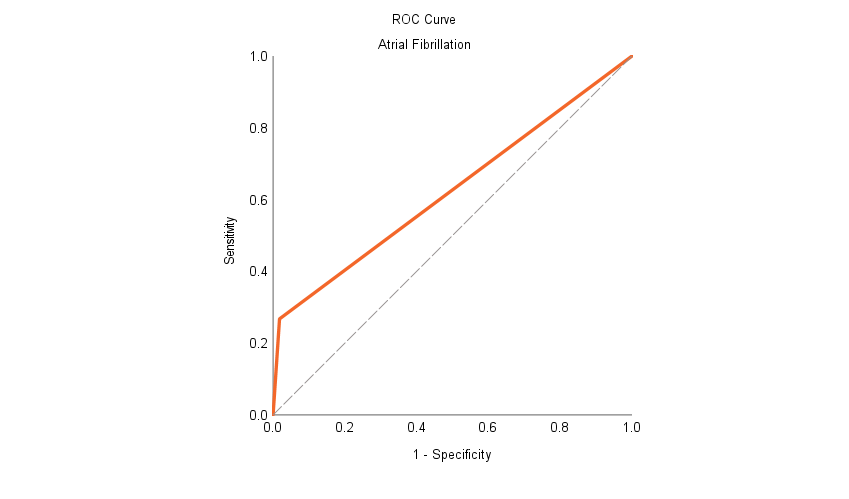 ROC Curve
Atrial Fibrillation
1.0
0.8
0.6
Sensitivity
0.4
0.2
0.0
0.0 0.2 0.4 0.6 0.8 1.0
1 - Specificity